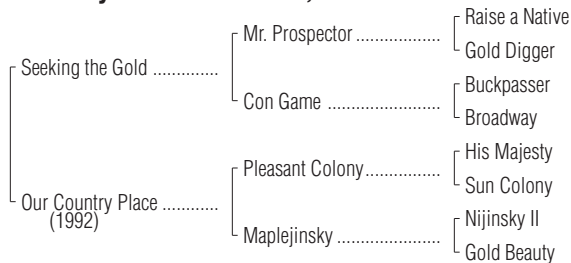 Raise a Native
Mr. Prospector ..................
Gold Digger
Seeking the Gold ..............
Buckpasser
Con Game ........................
Broadway
His Majesty
Pleasant Colony................
Sun Colony
Our Country Place ............
(1992)
Nijinsky II
Maplejinsky ......................
Gold Beauty